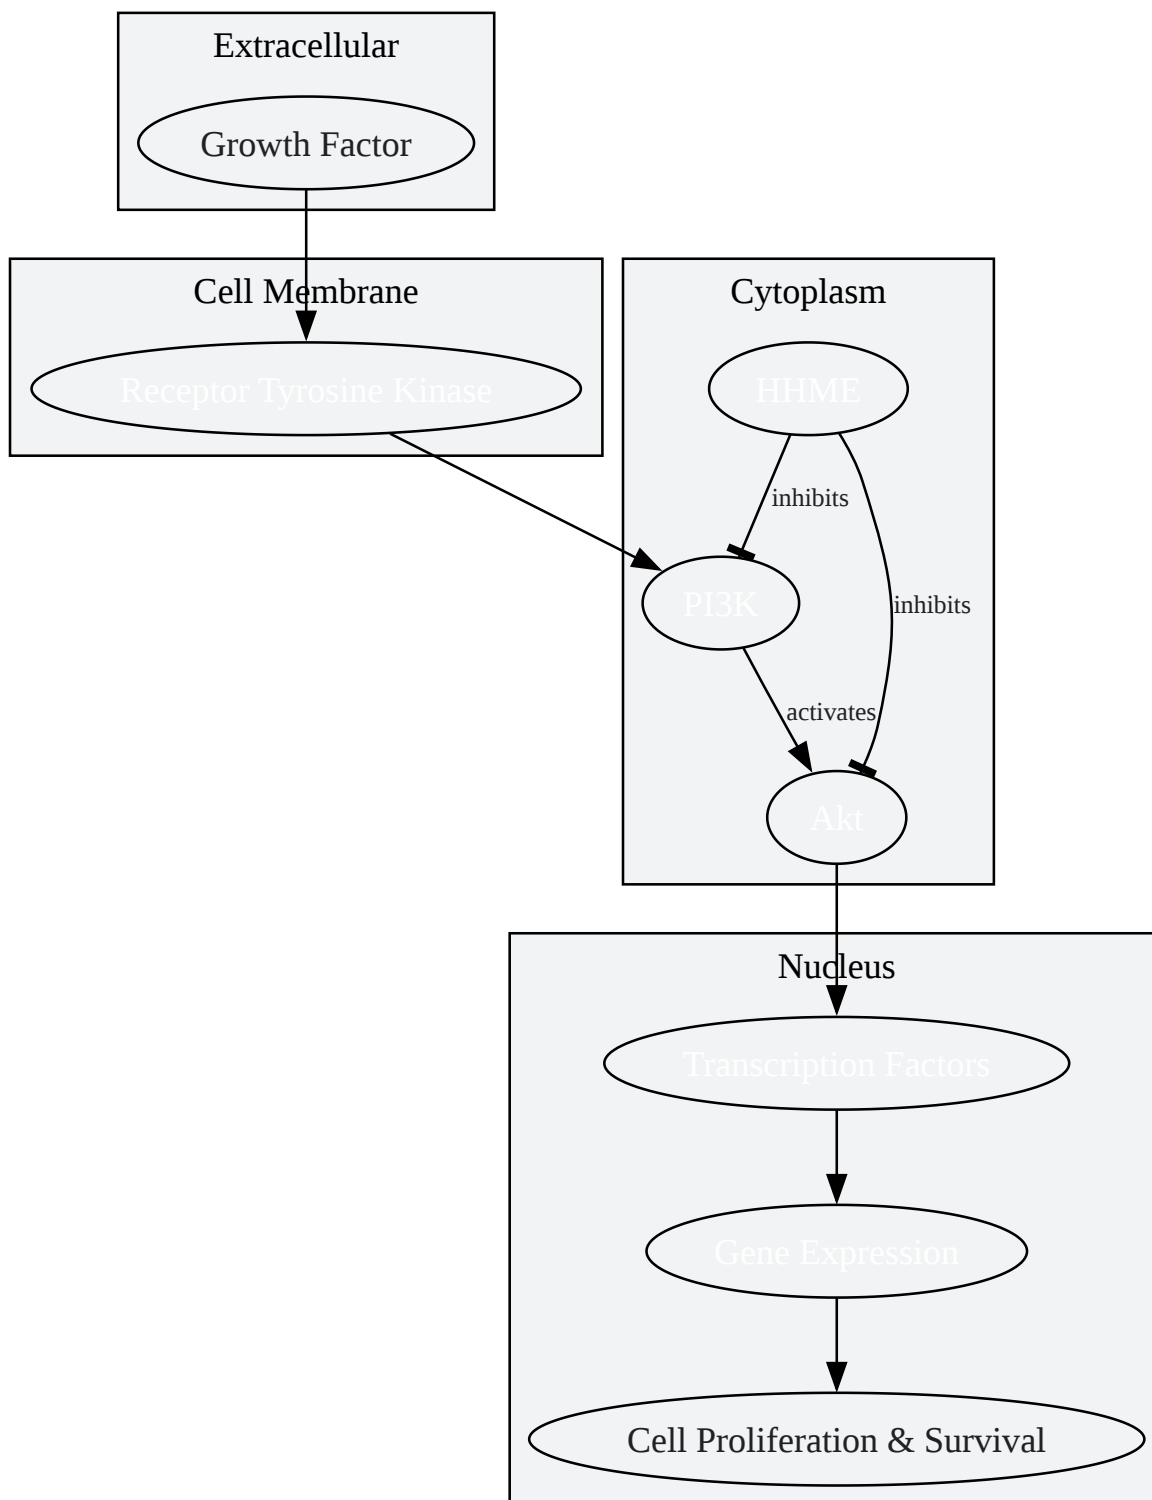 Extracellular
Growth Factor
Cell Membrane
Receptor Tyrosine Kinase
Cytoplasm
HHME
inhibits
PI3K
inhibits
activates
Akt
Nucleus
Transcription Factors
Gene Expression
Cell Proliferation & Survival